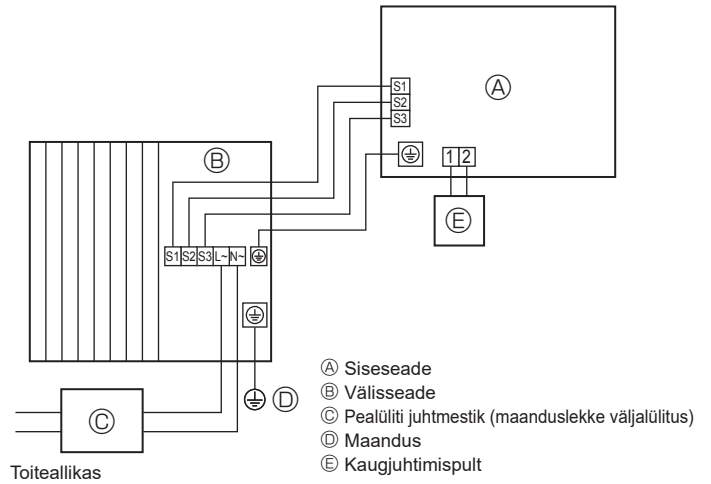 Ⓐ
S1
S2
S3
1 2
Ⓑ
Ⓔ
S1 S2 S3 L~ N~
Ⓒ
Ⓓ
Toiteallikas
Ⓐ Siseseade
Ⓑ Välisseade
Ⓒ Pealüliti juhtmestik (maanduslekke väljalülitus)
Ⓓ Maandus
Ⓔ Kaugjuhtimispult